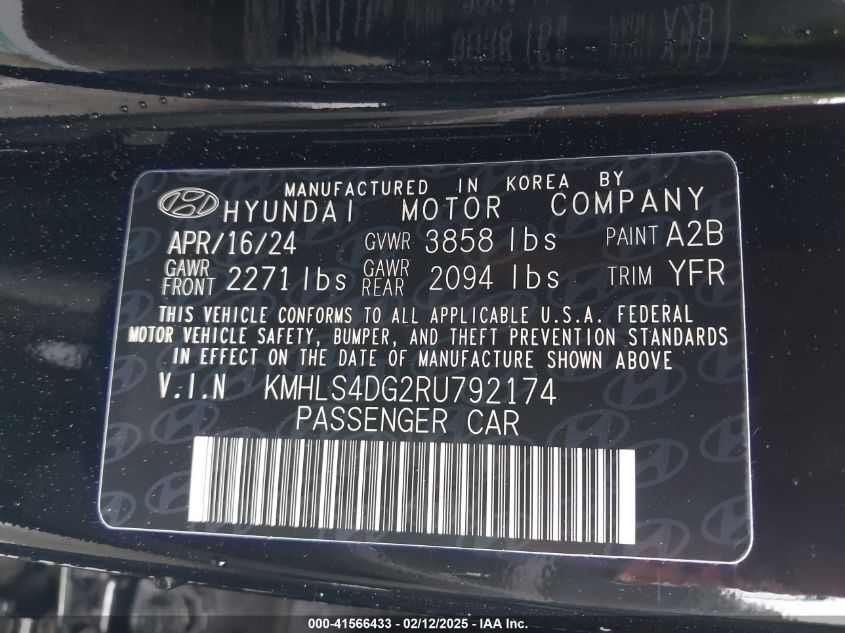 MANUFACTURED IN KOREA BY
HYUNDAI MOTOR COMPANY
APR/16/24 GVWR 3858 lbs PAINT A2B
GAWR FRONT 2271 lbs GAWR REAR 2094 lbs TRIM YFR
THIS VEHICLE CONFORMS TO ALL APPLICABLE U.S.A. FEDERAL
MOTOR VEHICLE SAFETY, BUMPER, AND THEFT PREVENTION STANDARDS
IN EFFECT ON THE DATE OF MANUFACTURE SHOWN ABOVE
V.I.N KMHLS4DG2RU792174
PASSENGER CAR
000-41566433 - 02/12/2025 - IAA Inc.